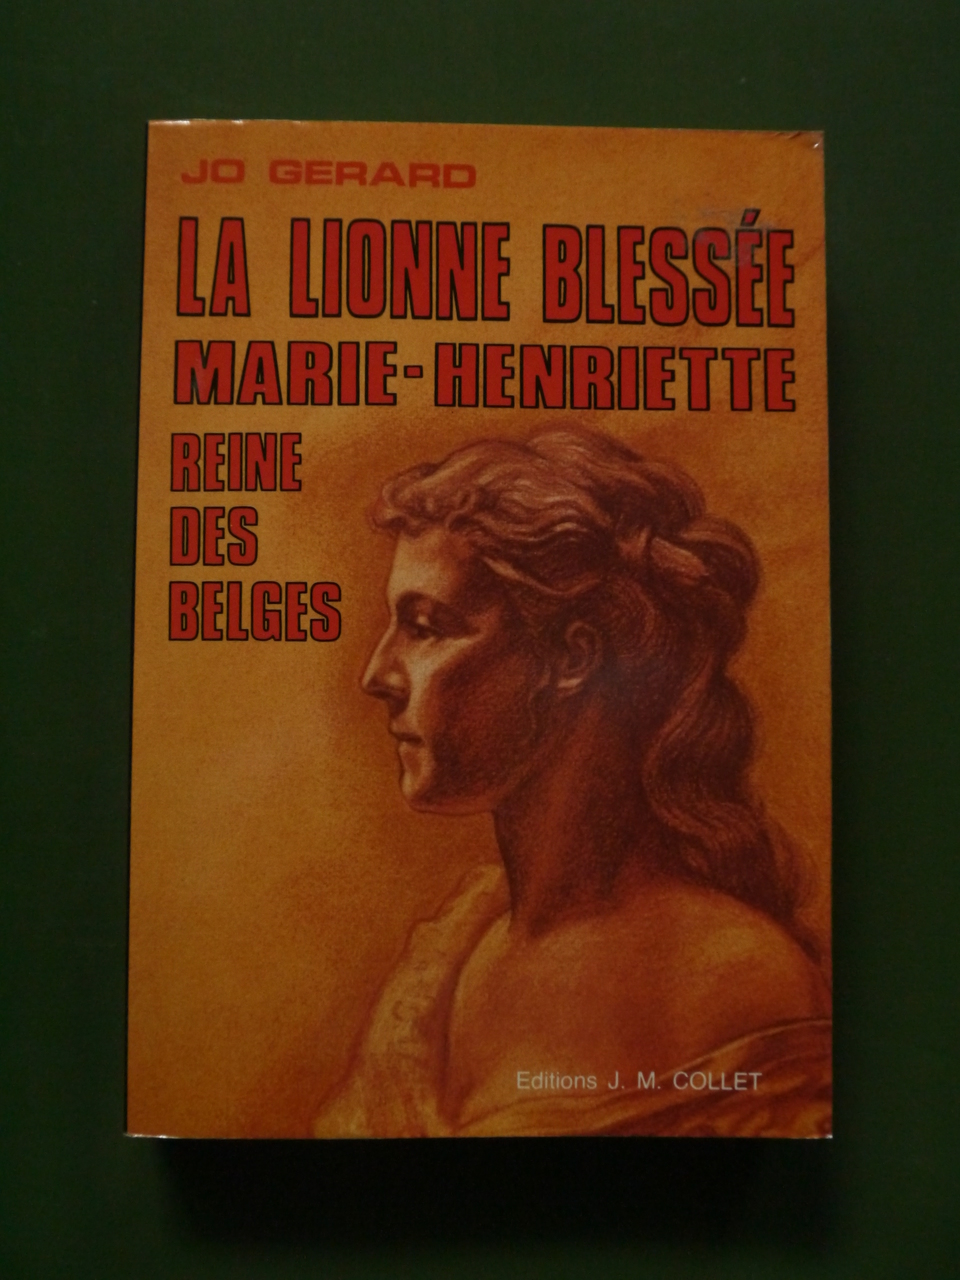 JO GERARD
LA LIONNE BLESSÉE
MARIE-HENRIETTE
REINE
DES
BELGES
Editions J. M. COLLET